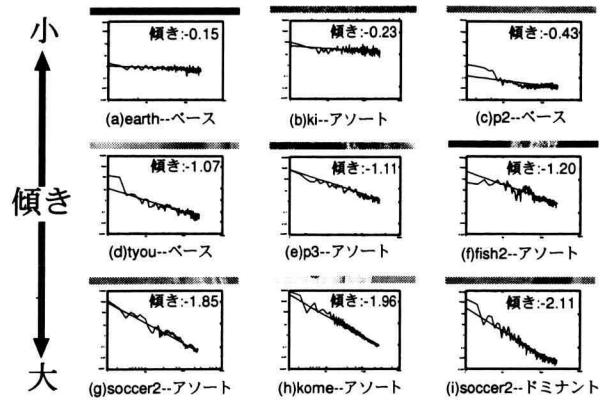 小
傾き
大
傾き:-0.15
(a)earth--ベース
傾き:-0.23
(b)ki--アソート
傾き:-0.43
(c)p2--ベース
傾き:-1.07
(d)tyou--ベース
傾き:-1.11
(e)p3--アソート
傾き:-1.20
(f)fish2--アソート
傾き:-1.85
(g)soccer2--アソート
傾き:-1.96
(h)kome--アソート
傾き:-2.11
(i)soccer2--ドミナント